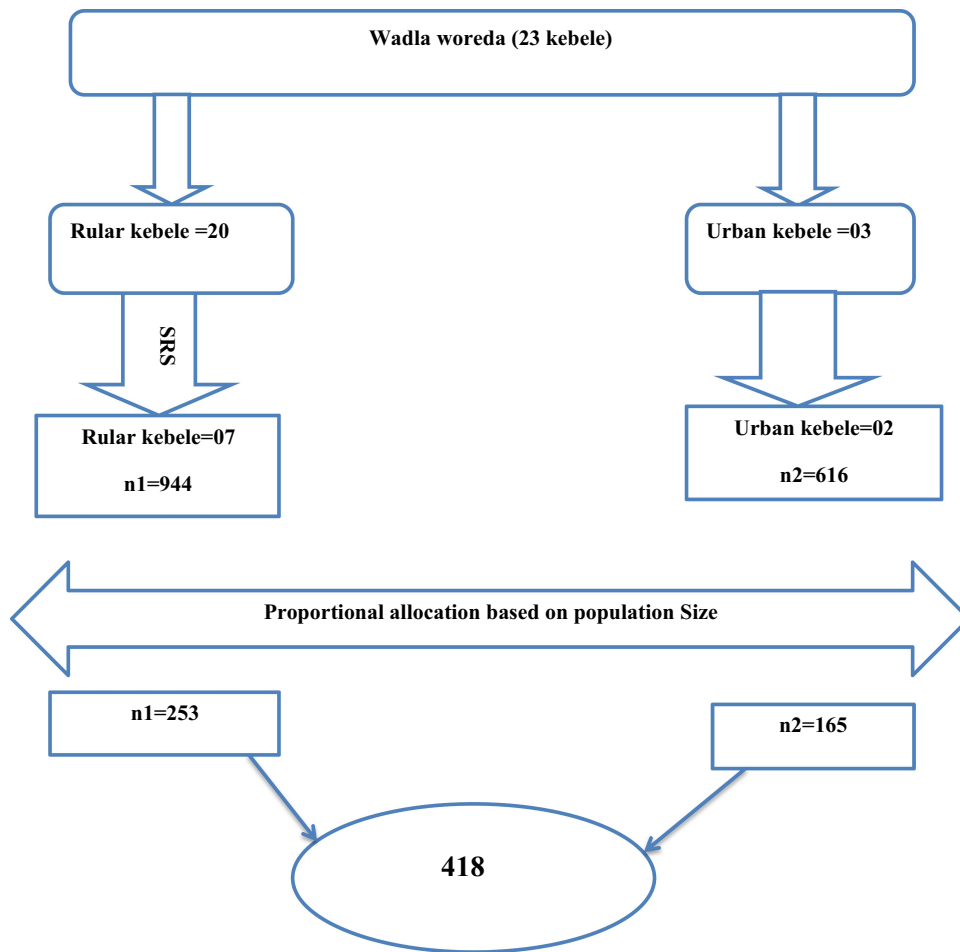 Wadla woreda (23 kebele)
Rular kebele =20
Urban kebele =03
SRS
Rular kebele=07
n1=944
Urban kebele=02
n2=616
Proportional allocation based on population Size
n1=253
n2=165
418